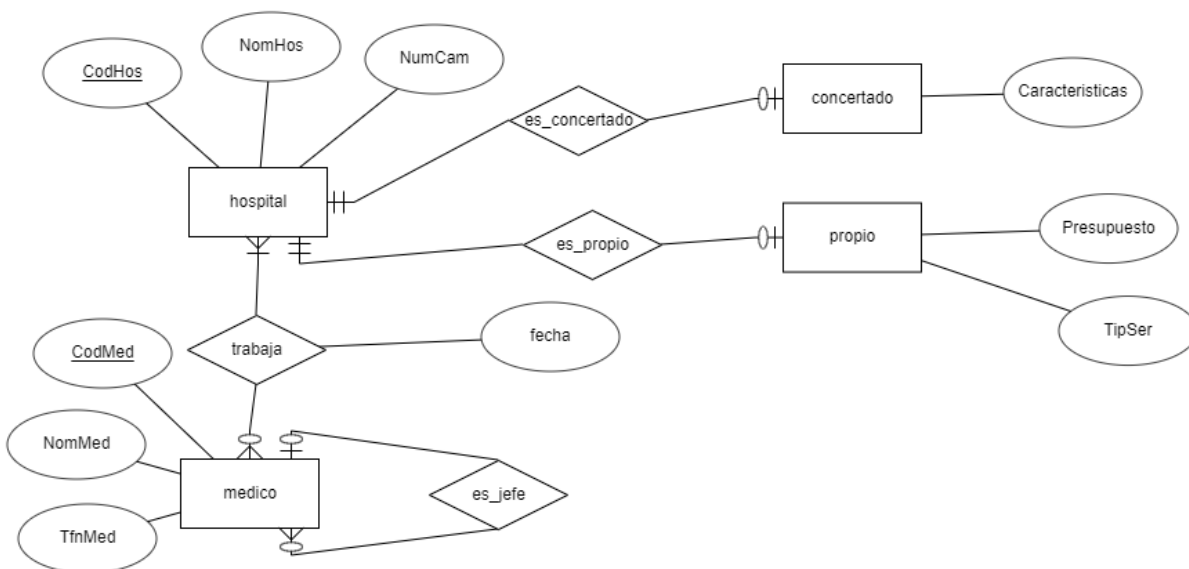 CodHos
NomHos
NumCam
hospital
es_concertado
concertado
Caracteristicas
es_propio
propio
Presupuesto
TipSer
trabaja
fecha
CodMed
NomMed
TfnMed
medico
es_jefe